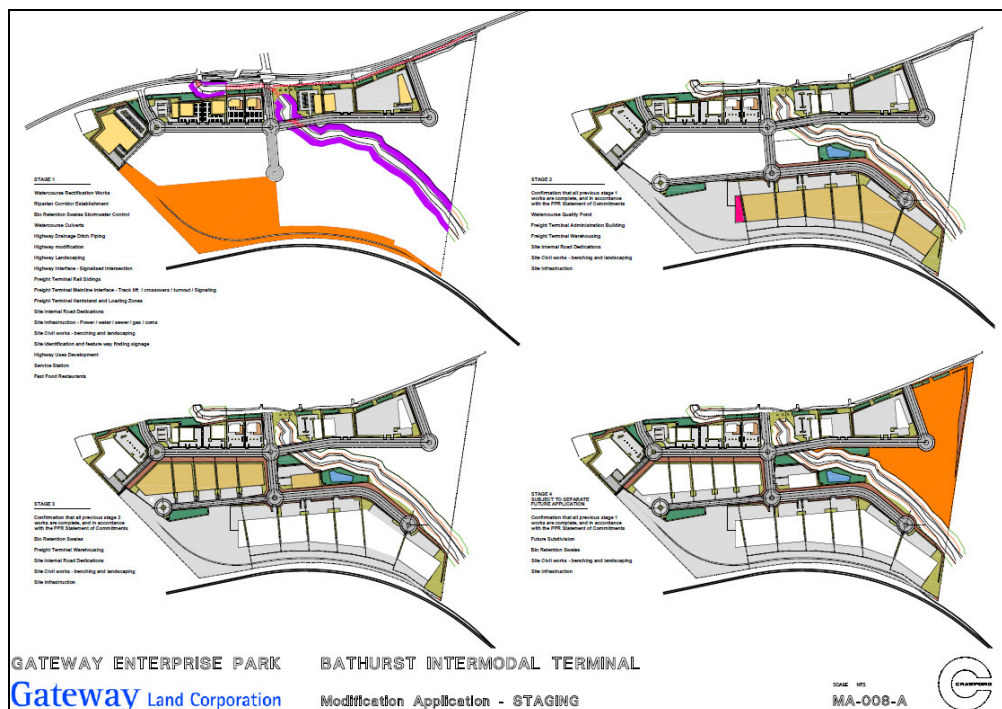 STAGE 1
Watercourse Rectification Works
Riparian Corridor Establishment
Bio Retention Swales Stormwater Control
Watercourse Culverts
Highway Drainage Ditch Piping
Highway modification
Highway Landscaping
Highway Interface - Signalised Intersection
Freight Terminal Rail Sidings
Freight Terminal Mainline Interface - Track lift / crossovers / turnout / Signaling
Freight Terminal Hardstand and Loading Zones
Site Internal Road Dedications
Site Infrastructure - Power / water / sewer / gas / coms
Site Civil works - benching and landscaping
Site Identification and feature way finding signage
Highway Uses Development
Service Station
Fast Food Restaurants
STAGE 2
Confirmation that all previous stage 1
works are complete, and in accordance
with the PPR Statement of Commitments
Watercourse Quality Pond
Freight Terminal Administration Building
Freight Terminal Warehousing
Site Internal Road Dedications
Site Civil works - benching and landscaping
Site Infrastructure
STAGE 3
Confirmation that all previous stage 2
works are complete, and in accordance
with the PPR Statement of Commitments
Bio Retention Swales
Freight Terminal Warehousing
Site Internal Road Dedications
Site Civil works - benching and landscaping
Site Infrastructure
STAGE 4
SUBJECT TO SEPARATE
FUTURE APPLICATION
Confirmation that all previous stage 1
works are complete, and in accordance
with the PPR Statement of Commitments
Future Subdivision
Bio Retention Swales
Site Civil works - benching and landscaping
Site Infrastructure
GATEWAY ENTERPRISE PARK BATHURST INTERMODAL TERMINAL
Gateway Land Corporation Modification Application - STAGING
SCALE NTS
MA-008-A
CRAWFORD